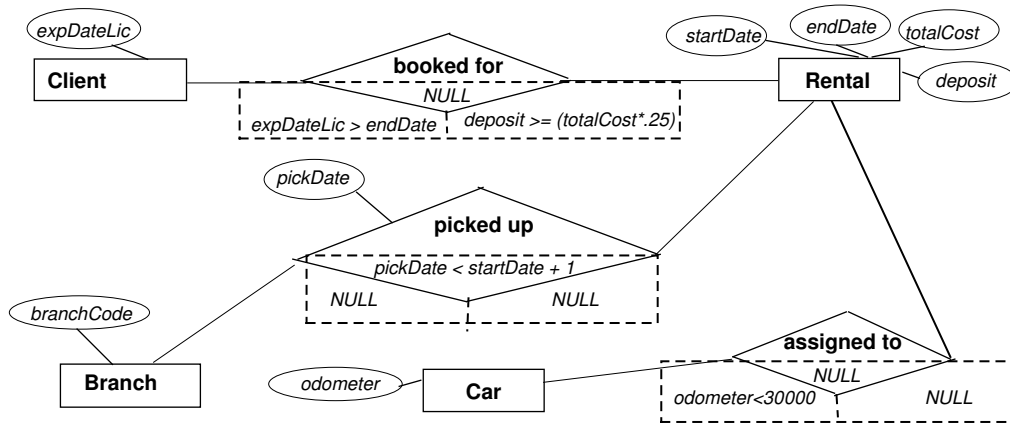 expDateLic
Client
booked for
NULL
expDateLic > endDate
deposit >= (totalCost*.25)
startDate
endDate
totalCost
Rental
deposit
pickDate
picked up
pickDate < startDate + 1
NULL
NULL
branchCode
Branch
odometer
Car
assigned to
NULL
odometer<30000
NULL